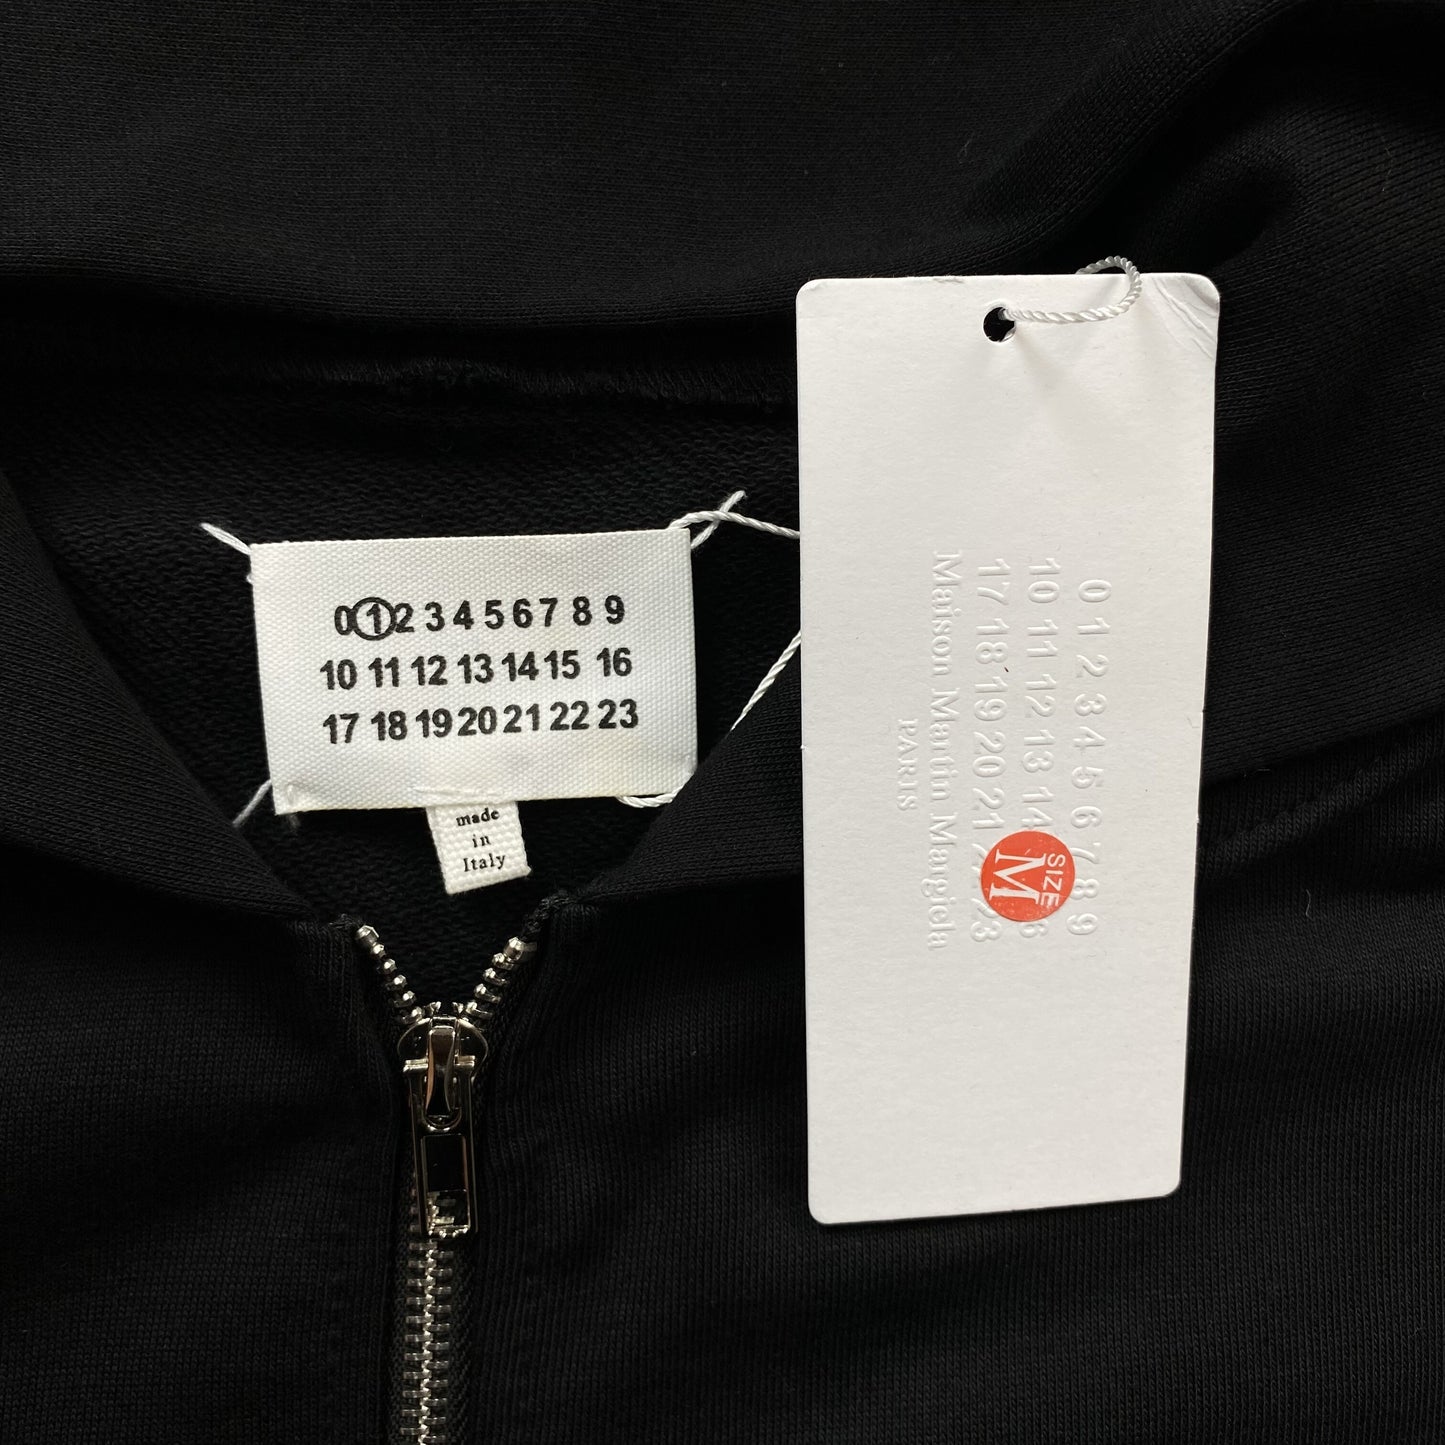 0 1 2 3 4 5 6 7 8 9
10 11 12 13 14 15 16
17 18 19 20 21 22 23
made
in
Italy
0 1 2 3 4 5 6 7 8 9
10 11 12 13 14 6
17 18 19 20 21 23
Maison Martin Margiela
PARIS
SIZE
M